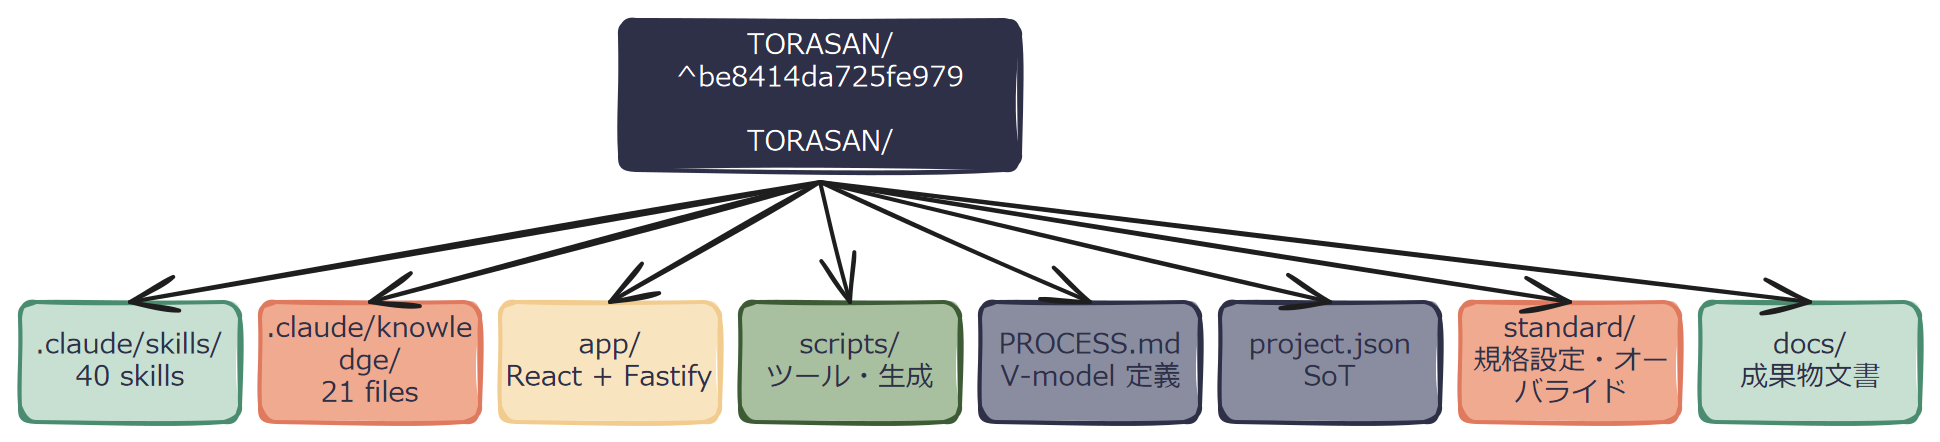 TORASAN/
^be8414da725fe979
TORASAN/
.claude/skills/
40 skills
.claude/knowle
dge/
21 files
app/
React + Fastify
scripts/
ツール・生成
PROCESS.md
V-model 定義
project.json
SoT
standard/
規格設定・オー
バライド
docs/
成果物文書